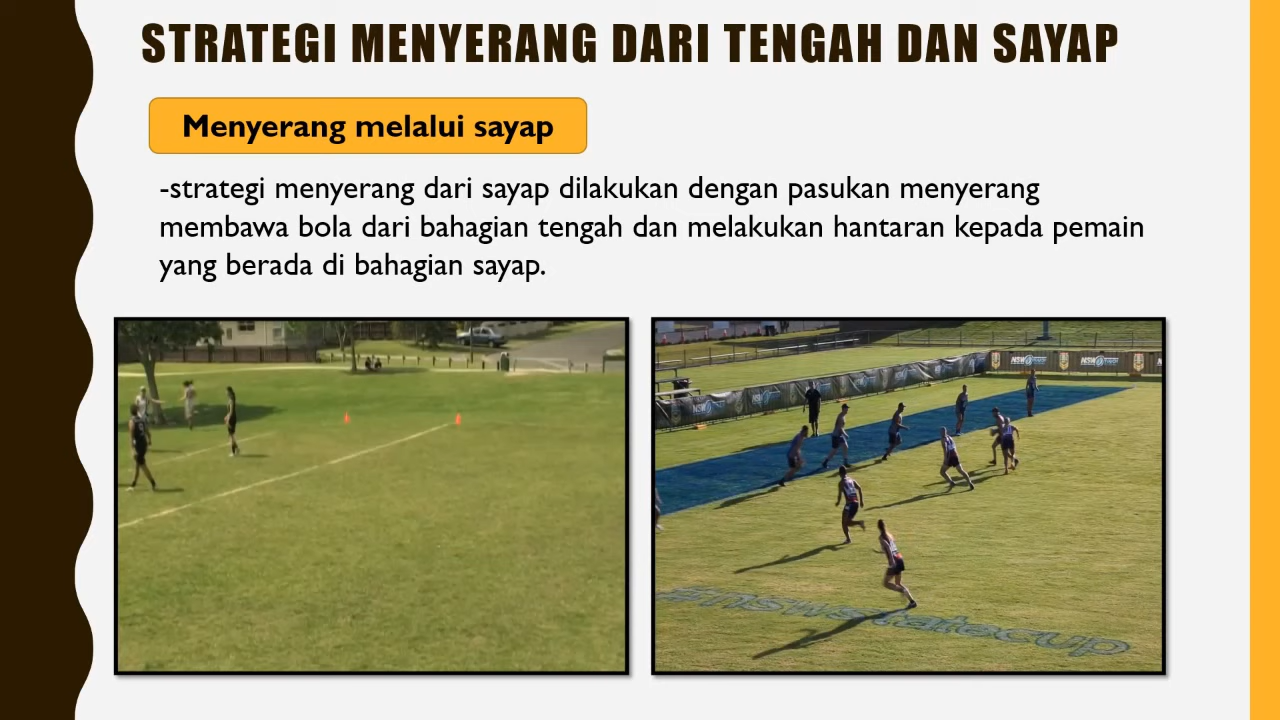 STRATEGI MENYERANG DARI TENGAH DAN SAYAP
Menyerang melalui sayap
-strategi menyerang dari sayap dilakukan dengan pasukan menyerang
membawa bola dari bahagian tengah dan melakukan hantaran kepada pemain
yang berada di bahagian sayap.
#nswstatecup